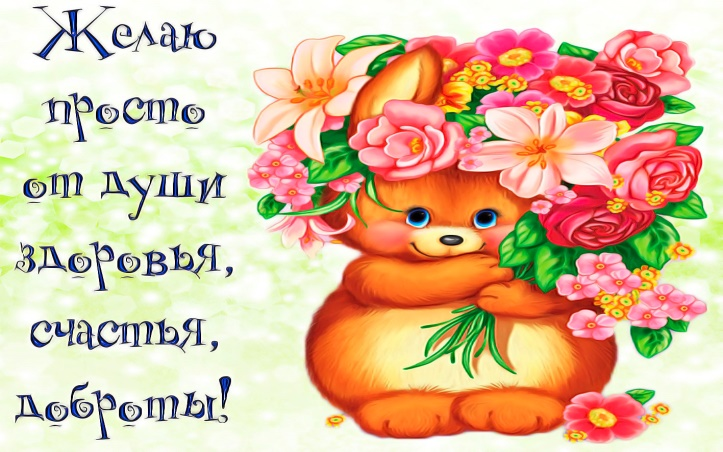 Желаю
просто
от души
здоровья,
счастья,
доброты!